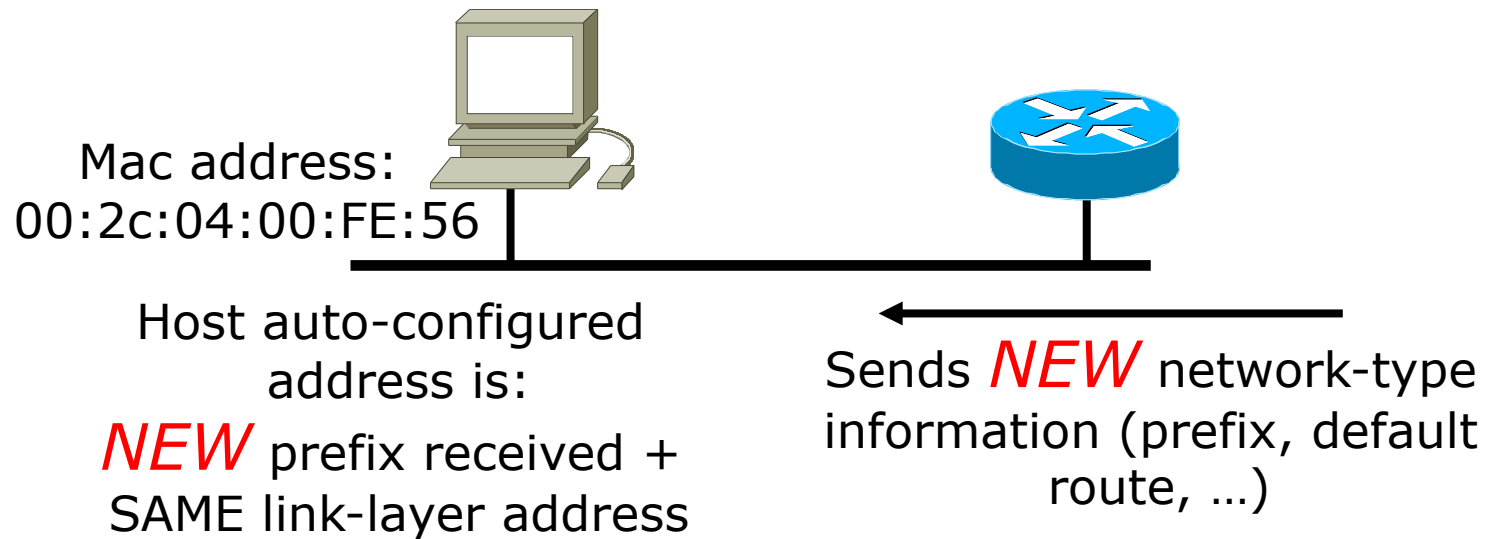 Mac address:
00:2c:04:00:FE:56
Host auto-configured
address is:
NEW prefix received +
SAME link-layer address
Sends NEW network-type
information (prefix, default
route, …)